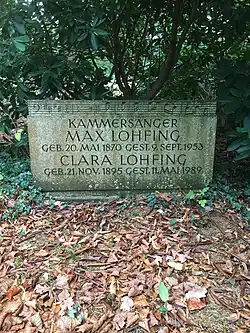 KAMMERSÄNGER
MAX LOHFING
GEB. 20. MAI 1870 GEST. 9. SEPT. 1953
CLARA LOHFING
GEB. 21. NOV. 1895 GEST. 11. MAI 1989